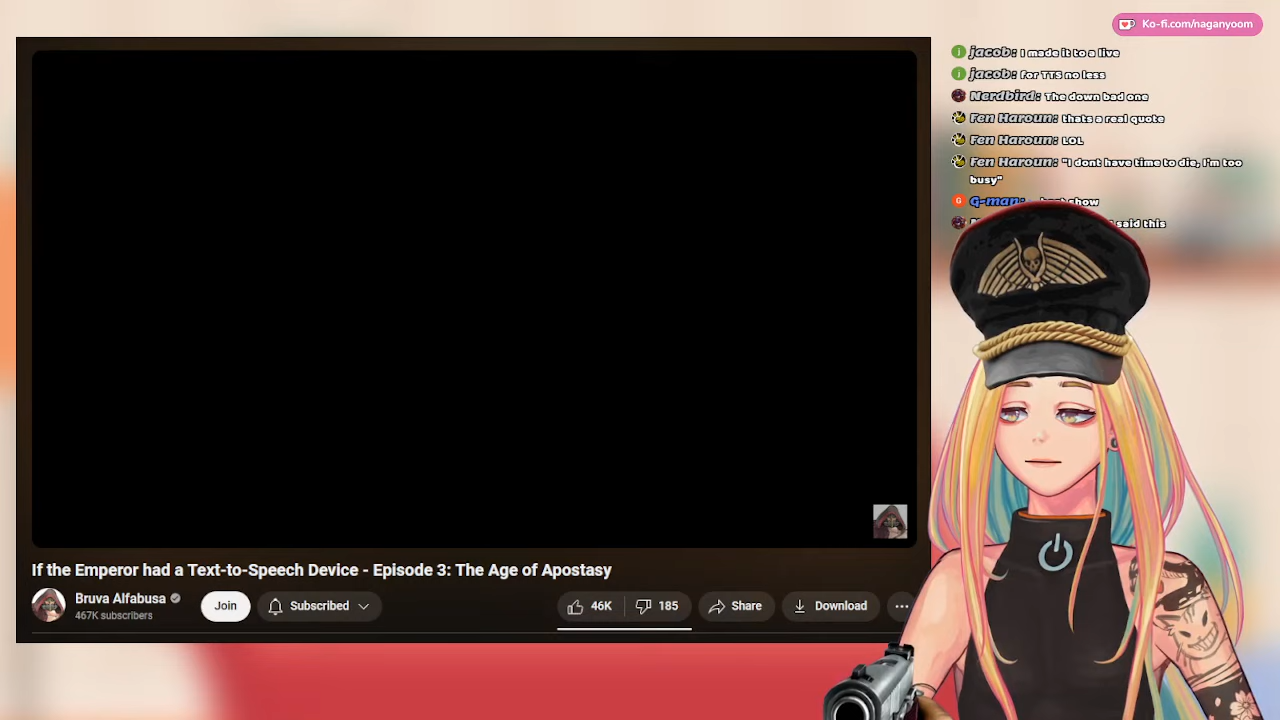 Ko-fi.com/naganyoom
jacob: I made it to a live
jacob: for TTS no less
Nerdbird: The down bad one
Fen Haroun: thats a real quote
Fen Haroun: LOL
Fen Haroun: "I dont have time to die, I'm too
busy"
G-man: show
said this
If the Emperor had a Text-to-Speech Device - Episode 3: The Age of Apostasy
Bruva Alfabusa
467K subscribers
Join
Subscribed
46K
185
Share
Download